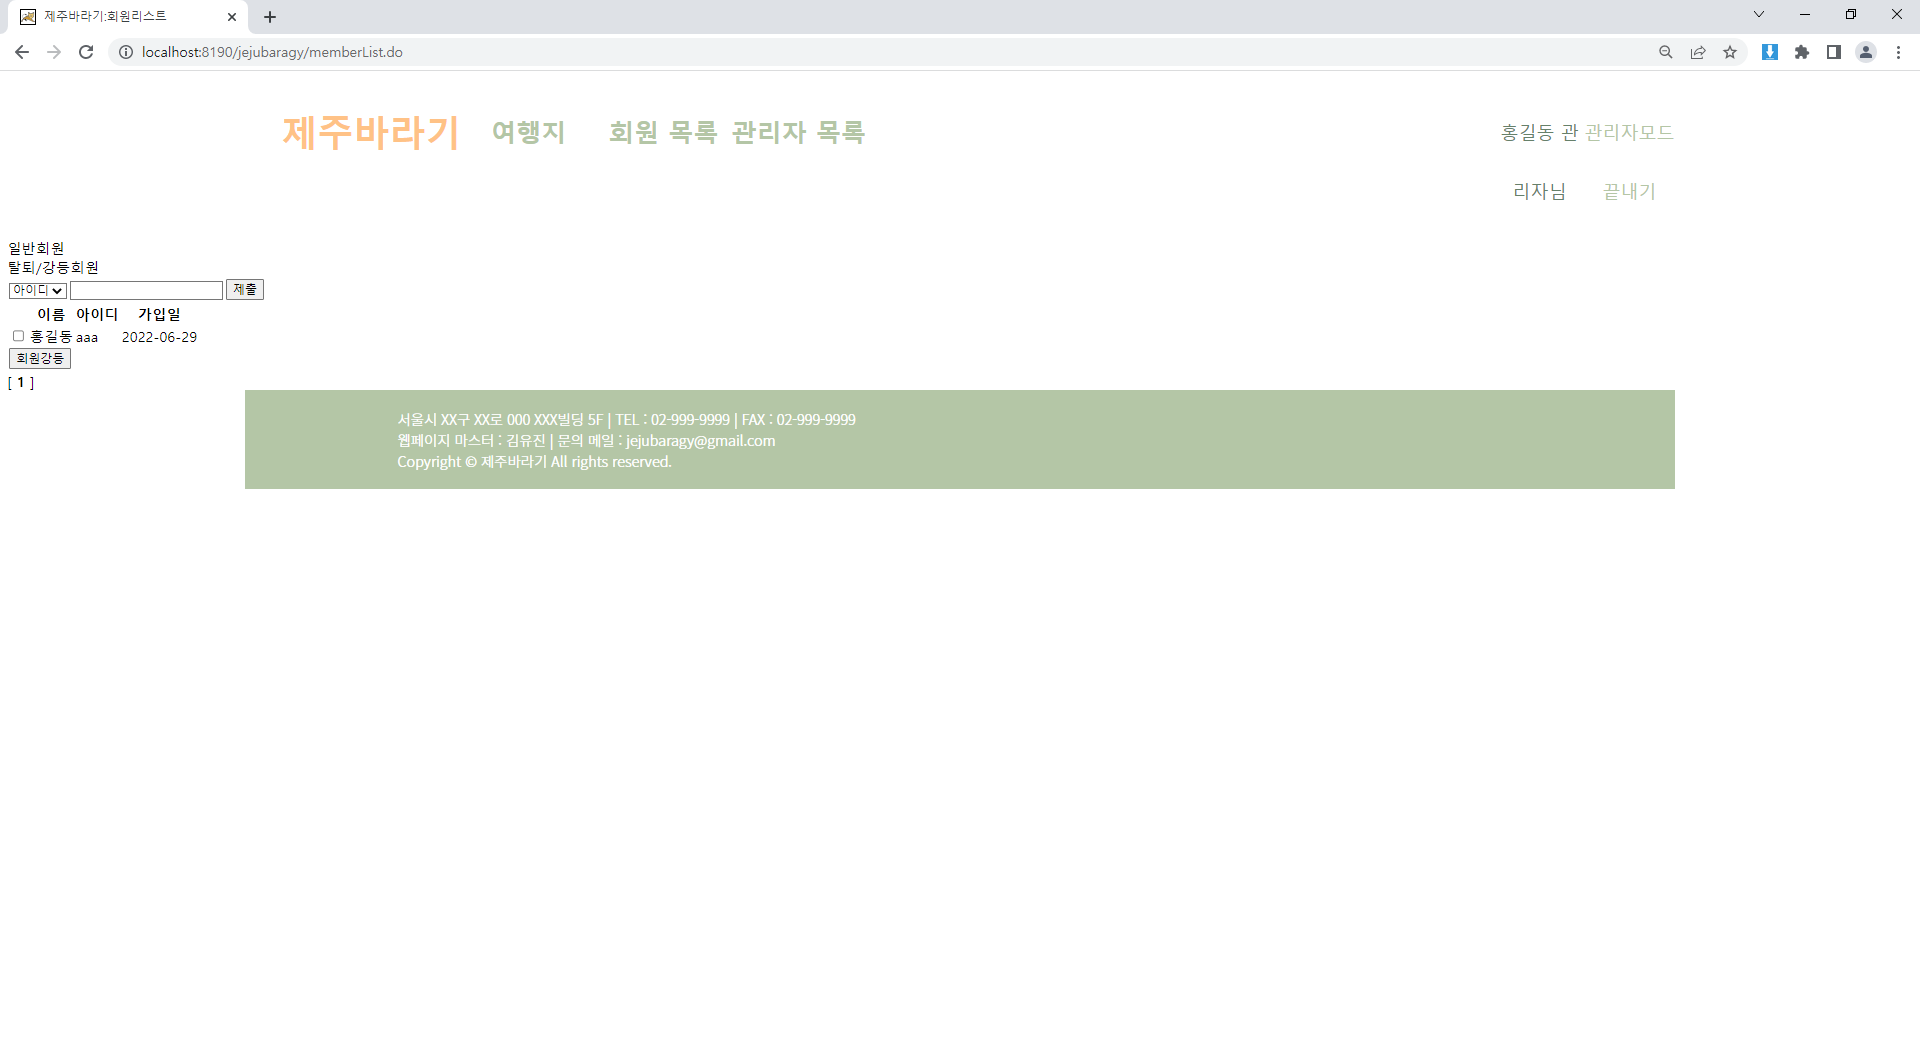 제주바라기:회원리스트
localhost:8190/jejubaragy/memberList.do
제주바라기 여행지 회원 목록 관리자 목록 홍길동 관 관리자모드
리자님 끝내기
일반회원
탈퇴/강등회원
아이디 제출
이름 아이디 가입일
홍길동 aaa 2022-06-29
회원강등
[ 1 ]
서울시 XX구 XX로 000 XXX빌딩 5F | TEL : 02-999-9999 | FAX : 02-999-9999
웹페이지 마스터 : 김유진 | 문의 메일 : jejubaragy@gmail.com
Copyright © 제주바라기 All rights reserved.